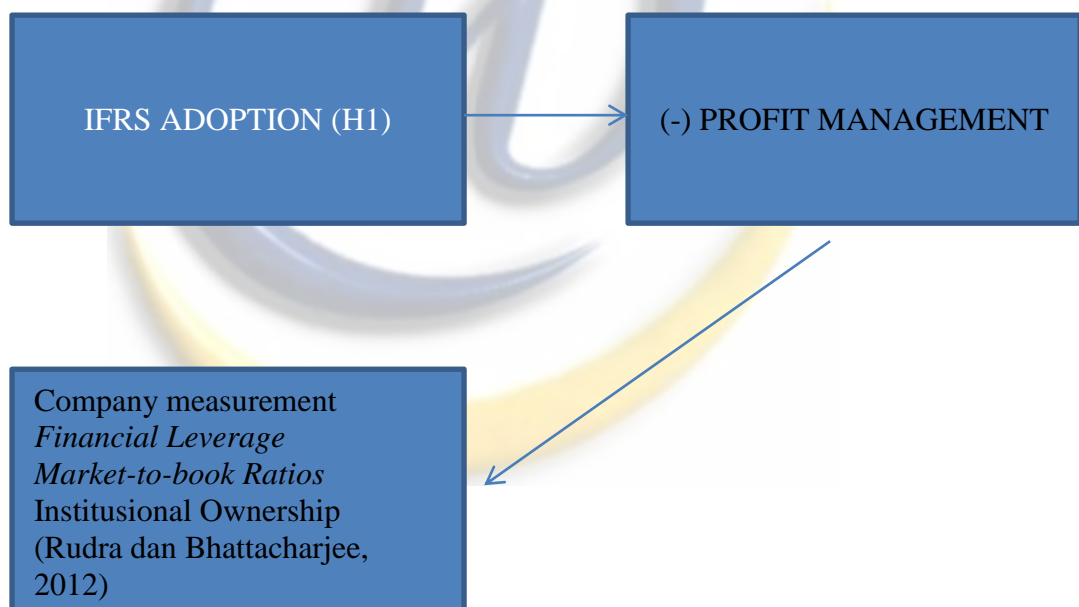 IFRS ADOPTION (H1)
(-) PROFIT MANAGEMENT
Company measurement
Financial Leverage
Market-to-book Ratios
Institusional Ownership
(Rudra dan Bhattacharjee,
2012)